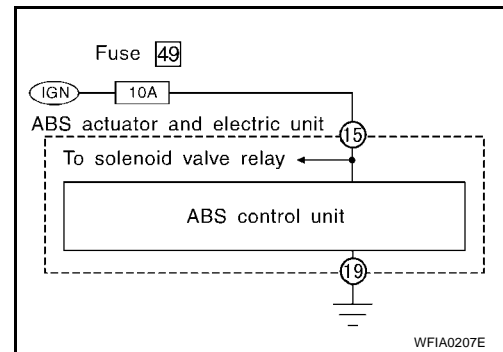 Fuse 49
IGN 10A
ABS actuator and electric unit 15
To solenoid valve relay
ABS control unit
19
WFIA0207E